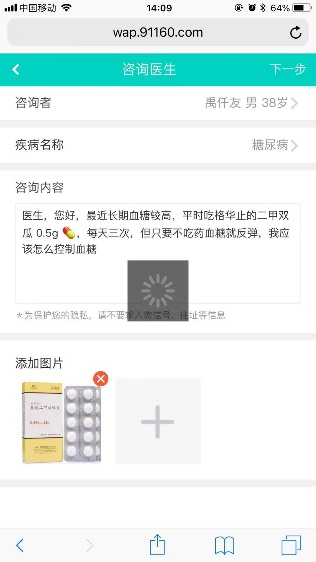 中国移动 14:09 64%
wap.91160.com
咨询医生 下一步
咨询者 禹仟友 男 38岁
疾病名称 糖尿病
咨询内容
医生，您好，最近长期血糖较高，平时吃格华止的二甲双
瓜 0.5g 💊，每天三次，但只要不吃药血糖就反弹，我应
该怎么控制血糖
*为保护您的隐私，请不要输入微信号、住址等信息
添加图片